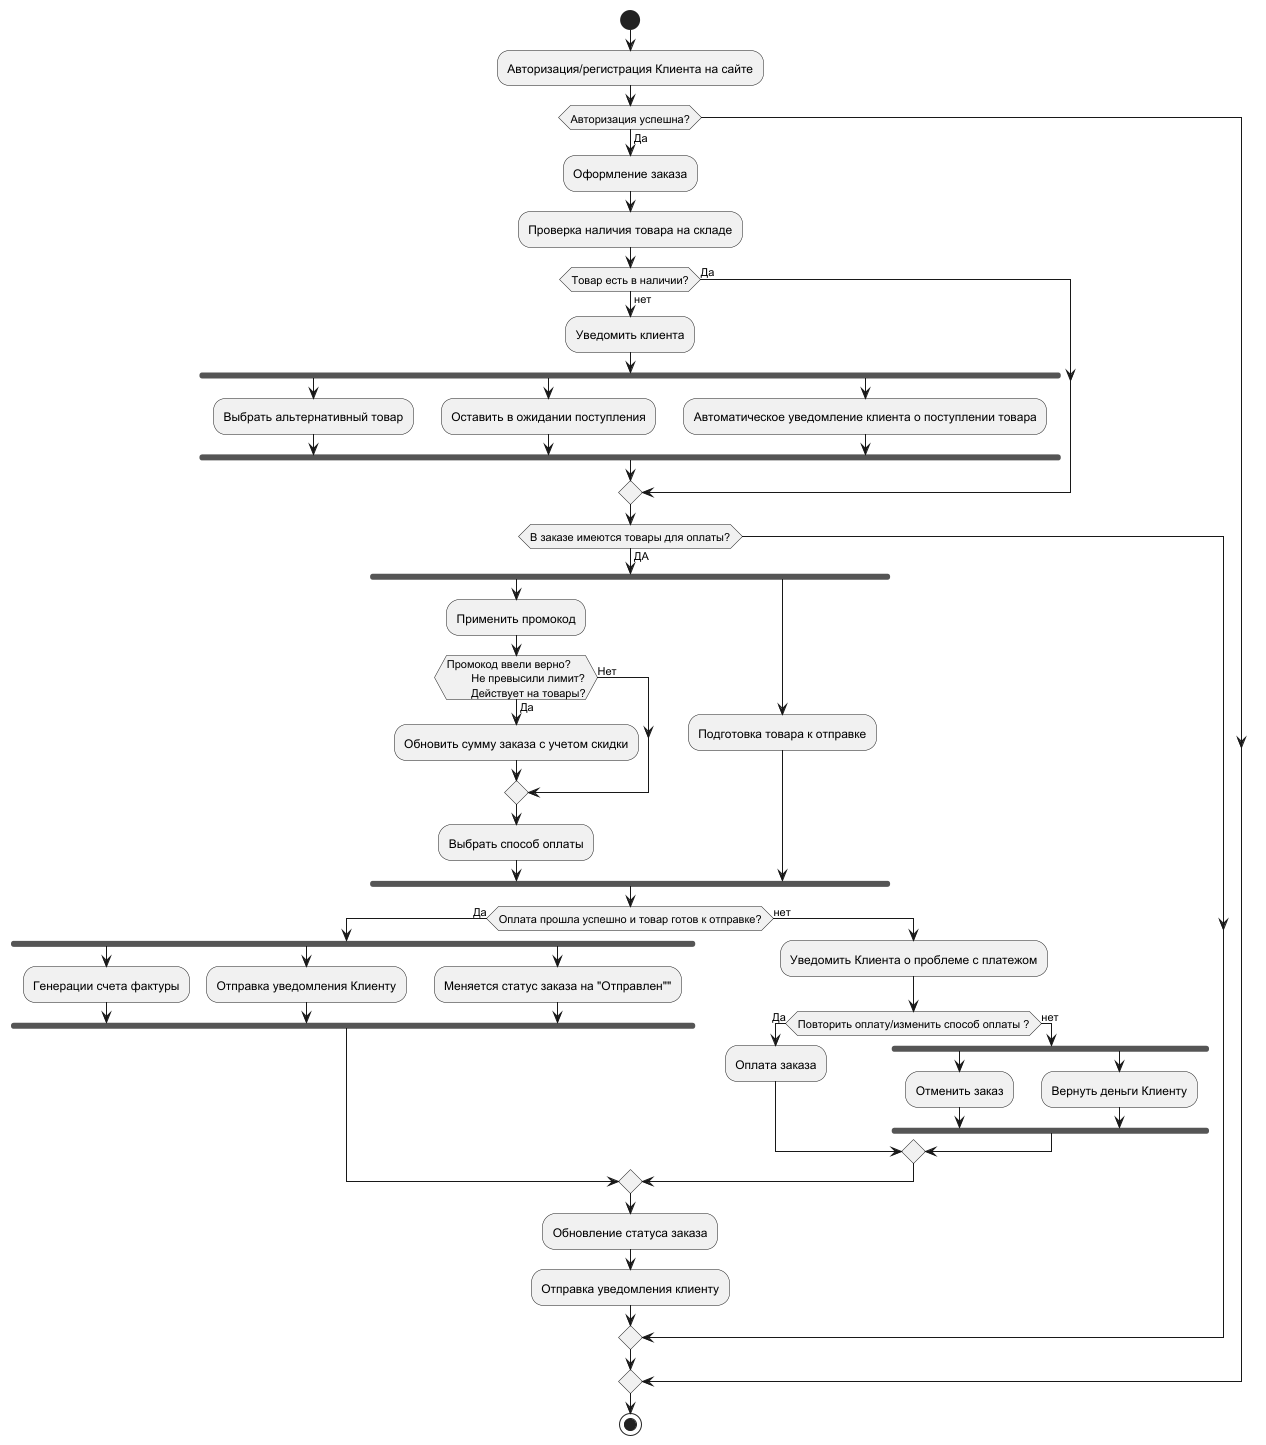 Авторизация/регистрация Клиента на сайте
Авторизация успешна?
Да
Оформление заказа
Проверка наличия товара на складе
Товар есть в наличии?
Да
нет
Уведомить клиента
Выбрать альтернативный товар
Оставить в ожидании поступления
Автоматическое уведомление клиента о поступлении товара
В заказе имеются товары для оплаты?
ДА
Применить промокод
Промокод ввели верно?
Не превысили лимит?
Действует на товары?
Нет
Да
Обновить сумму заказа с учетом скидки
Подготовка товара к отправке
Выбрать способ оплаты
Да
Оплата прошла успешно и товар готов к отправке?
нет
Генерации счета фактуры
Отправка уведомления Клиенту
Меняется статус заказа на "Отправлен""
Уведомить Клиента о проблеме с платежом
Да
Повторить оплату/изменить способ оплаты ?
нет
Оплата заказа
Отменить заказ
Вернуть деньги Клиенту
Обновление статуса заказа
Отправка уведомления клиенту